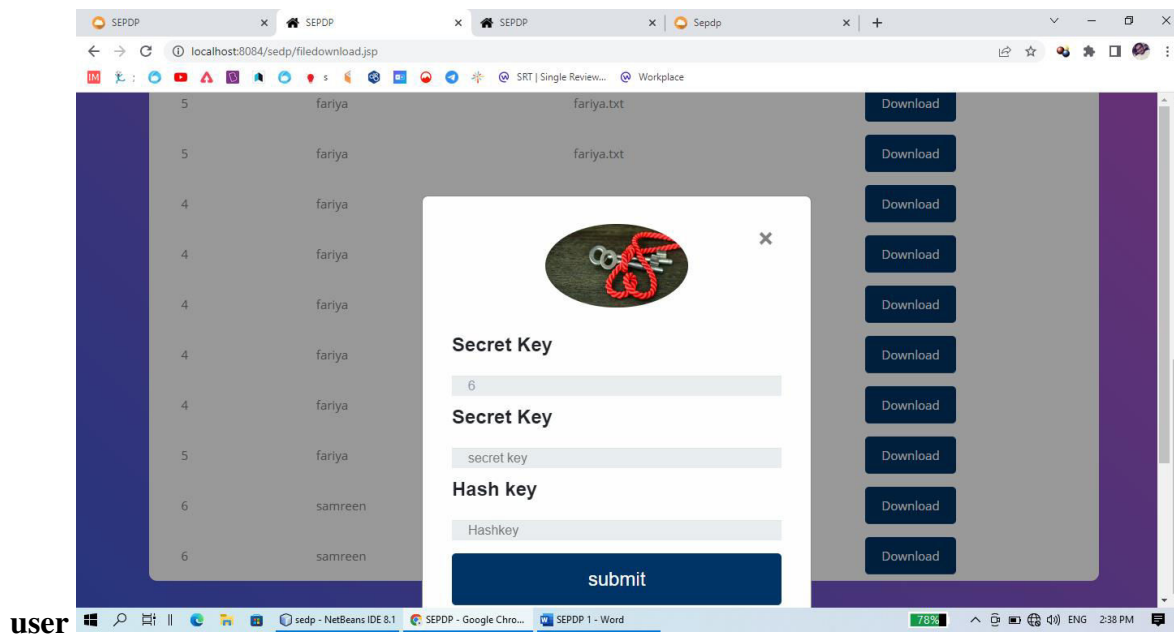 SEPDP SEPDP SEPDP Sepdp
localhost:8084/sedp/filedownload.jsp
SRT | Single Review... Workplace
5 fariya fariya.txt Download
5 fariya fariya.txt Download
4 fariya Download
4 fariya Download
4 fariya Download
4 fariya Download
4 fariya Download
5 fariya Download
6 samreen Download
6 samreen Download
×
Secret Key
6
Secret Key
secret key
Hash key
Hashkey
submit
user
sedp - NetBeans IDE 8.1 SEPDP - Google Chro... SEPDP 1 - Word 78% ENG 2:38 PM